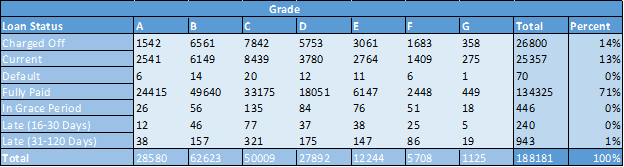 Grade
Loan Status A B C D E F G Total Percent
Charged Off 1542 6561 7842 5753 3061 1683 358 26800 14%
Current 2541 6149 8439 3780 2764 1409 275 25357 13%
Default 6 14 20 12 11 6 1 70 0%
Fully Paid 24415 49640 33175 18051 6147 2448 449 134325 71%
In Grace Period 26 56 135 84 76 51 18 446 0%
Late (16-30 Days) 12 46 77 37 38 25 5 240 0%
Late (31-120 Days) 38 157 321 175 147 86 19 943 1%
Total 28580 62623 50009 27892 12244 5708 1125 188181 100%